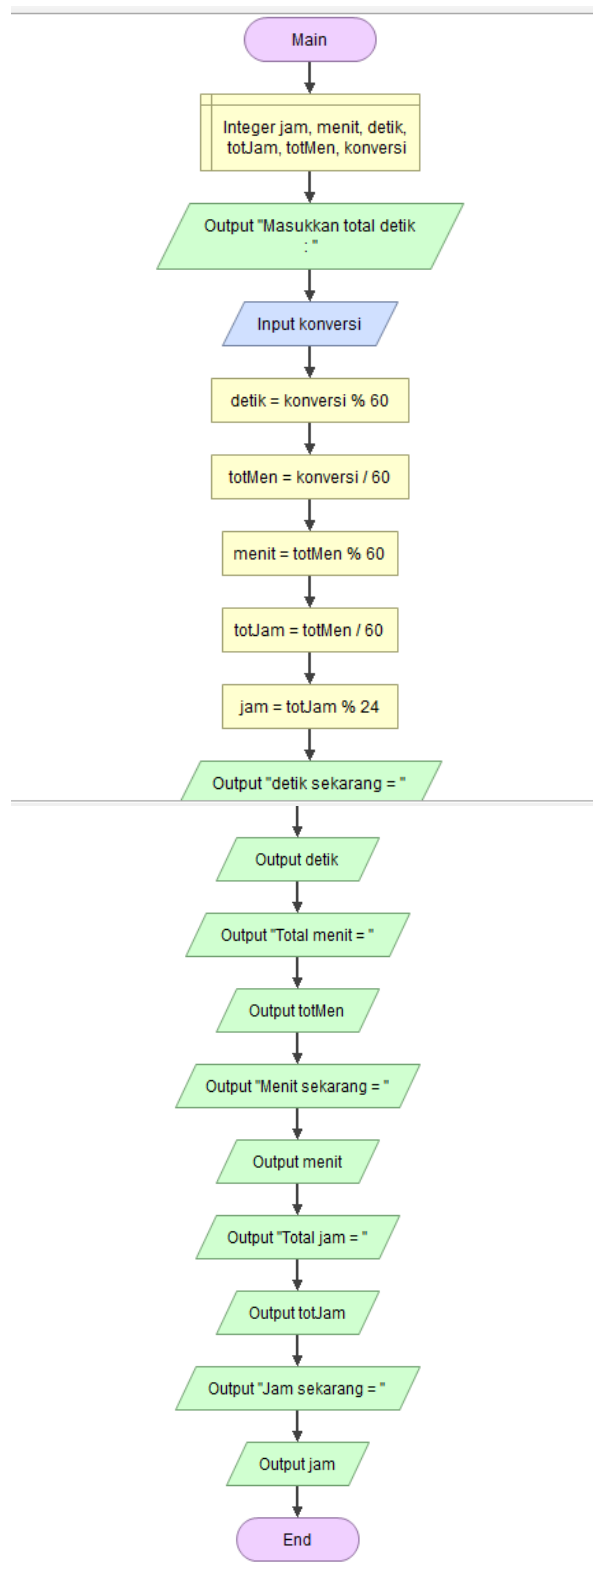 Main
Integer jam, menit, detik,
totJam, totMen, konversi
Output "Masukkan total detik
: "
Input konversi
detik = konversi % 60
totMen = konversi / 60
menit = totMen % 60
totJam = totMen / 60
jam = totJam % 24
Output "detik sekarang = "
Output detik
Output "Total menit = "
Output totMen
Output "Menit sekarang = "
Output menit
Output "Total jam = "
Output totJam
Output "Jam sekarang = "
Output jam
End